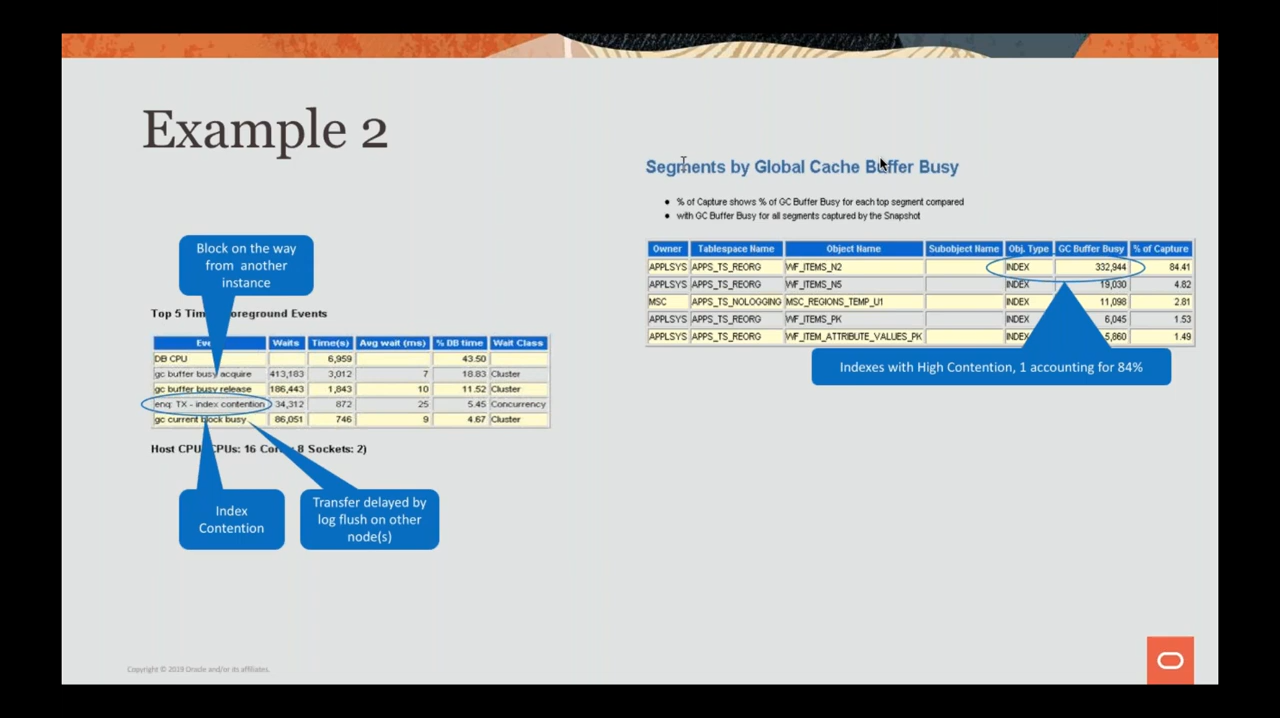 Example 2
Block on the way
from another
instance
Top 5 Tim oreground Events
Eve Waits Time(s) Avg wait (ms) % DB time Wait Class
DB CPU 6,959 43.50
gc buffer busy acquire 413,183 3,012 7 18.83 Cluster
gc buffer busy release 186,443 1,843 10 11.52 Cluster
enq: TX - index contention 34,312 872 25 5.45 Concurrency
gc current block busy 86,051 746 9 4.67 Cluster
Host CPU CPUs: 16 Cor 8 Sockets: 2)
Index
Contention
Transfer delayed by
log flush on other
node(s)
Segments by Global Cache Buffer Busy
% of Capture shows % of GC Buffer Busy for each top segment compared
with GC Buffer Busy for all segments captured by the Snapshot
Owner Tablespace Name Object Name Subobject Name Obj. Type GC Buffer Busy % of Capture
APPLSYS APPS_TS_REORG WF_ITEMS_N2 INDEX 332,944 84.41
APPLSYS APPS_TS_REORG WF_ITEMS_N5 INDEX 19,030 4.82
MSC APPS_TS_NOLOGGING MSC_REGIONS_TEMP_U1 INDEX 11,098 2.81
APPLSYS APPS_TS_REORG WF_ITEMS_PK INDEX 6,045 1.53
APPLSYS APPS_TS_REORG WF_ITEM_ATTRIBUTE_VALUES_PK INDEX 5,860 1.49
Indexes with High Contention, 1 accounting for 84%
Copyright © 2019 Oracle and/or its affiliates.